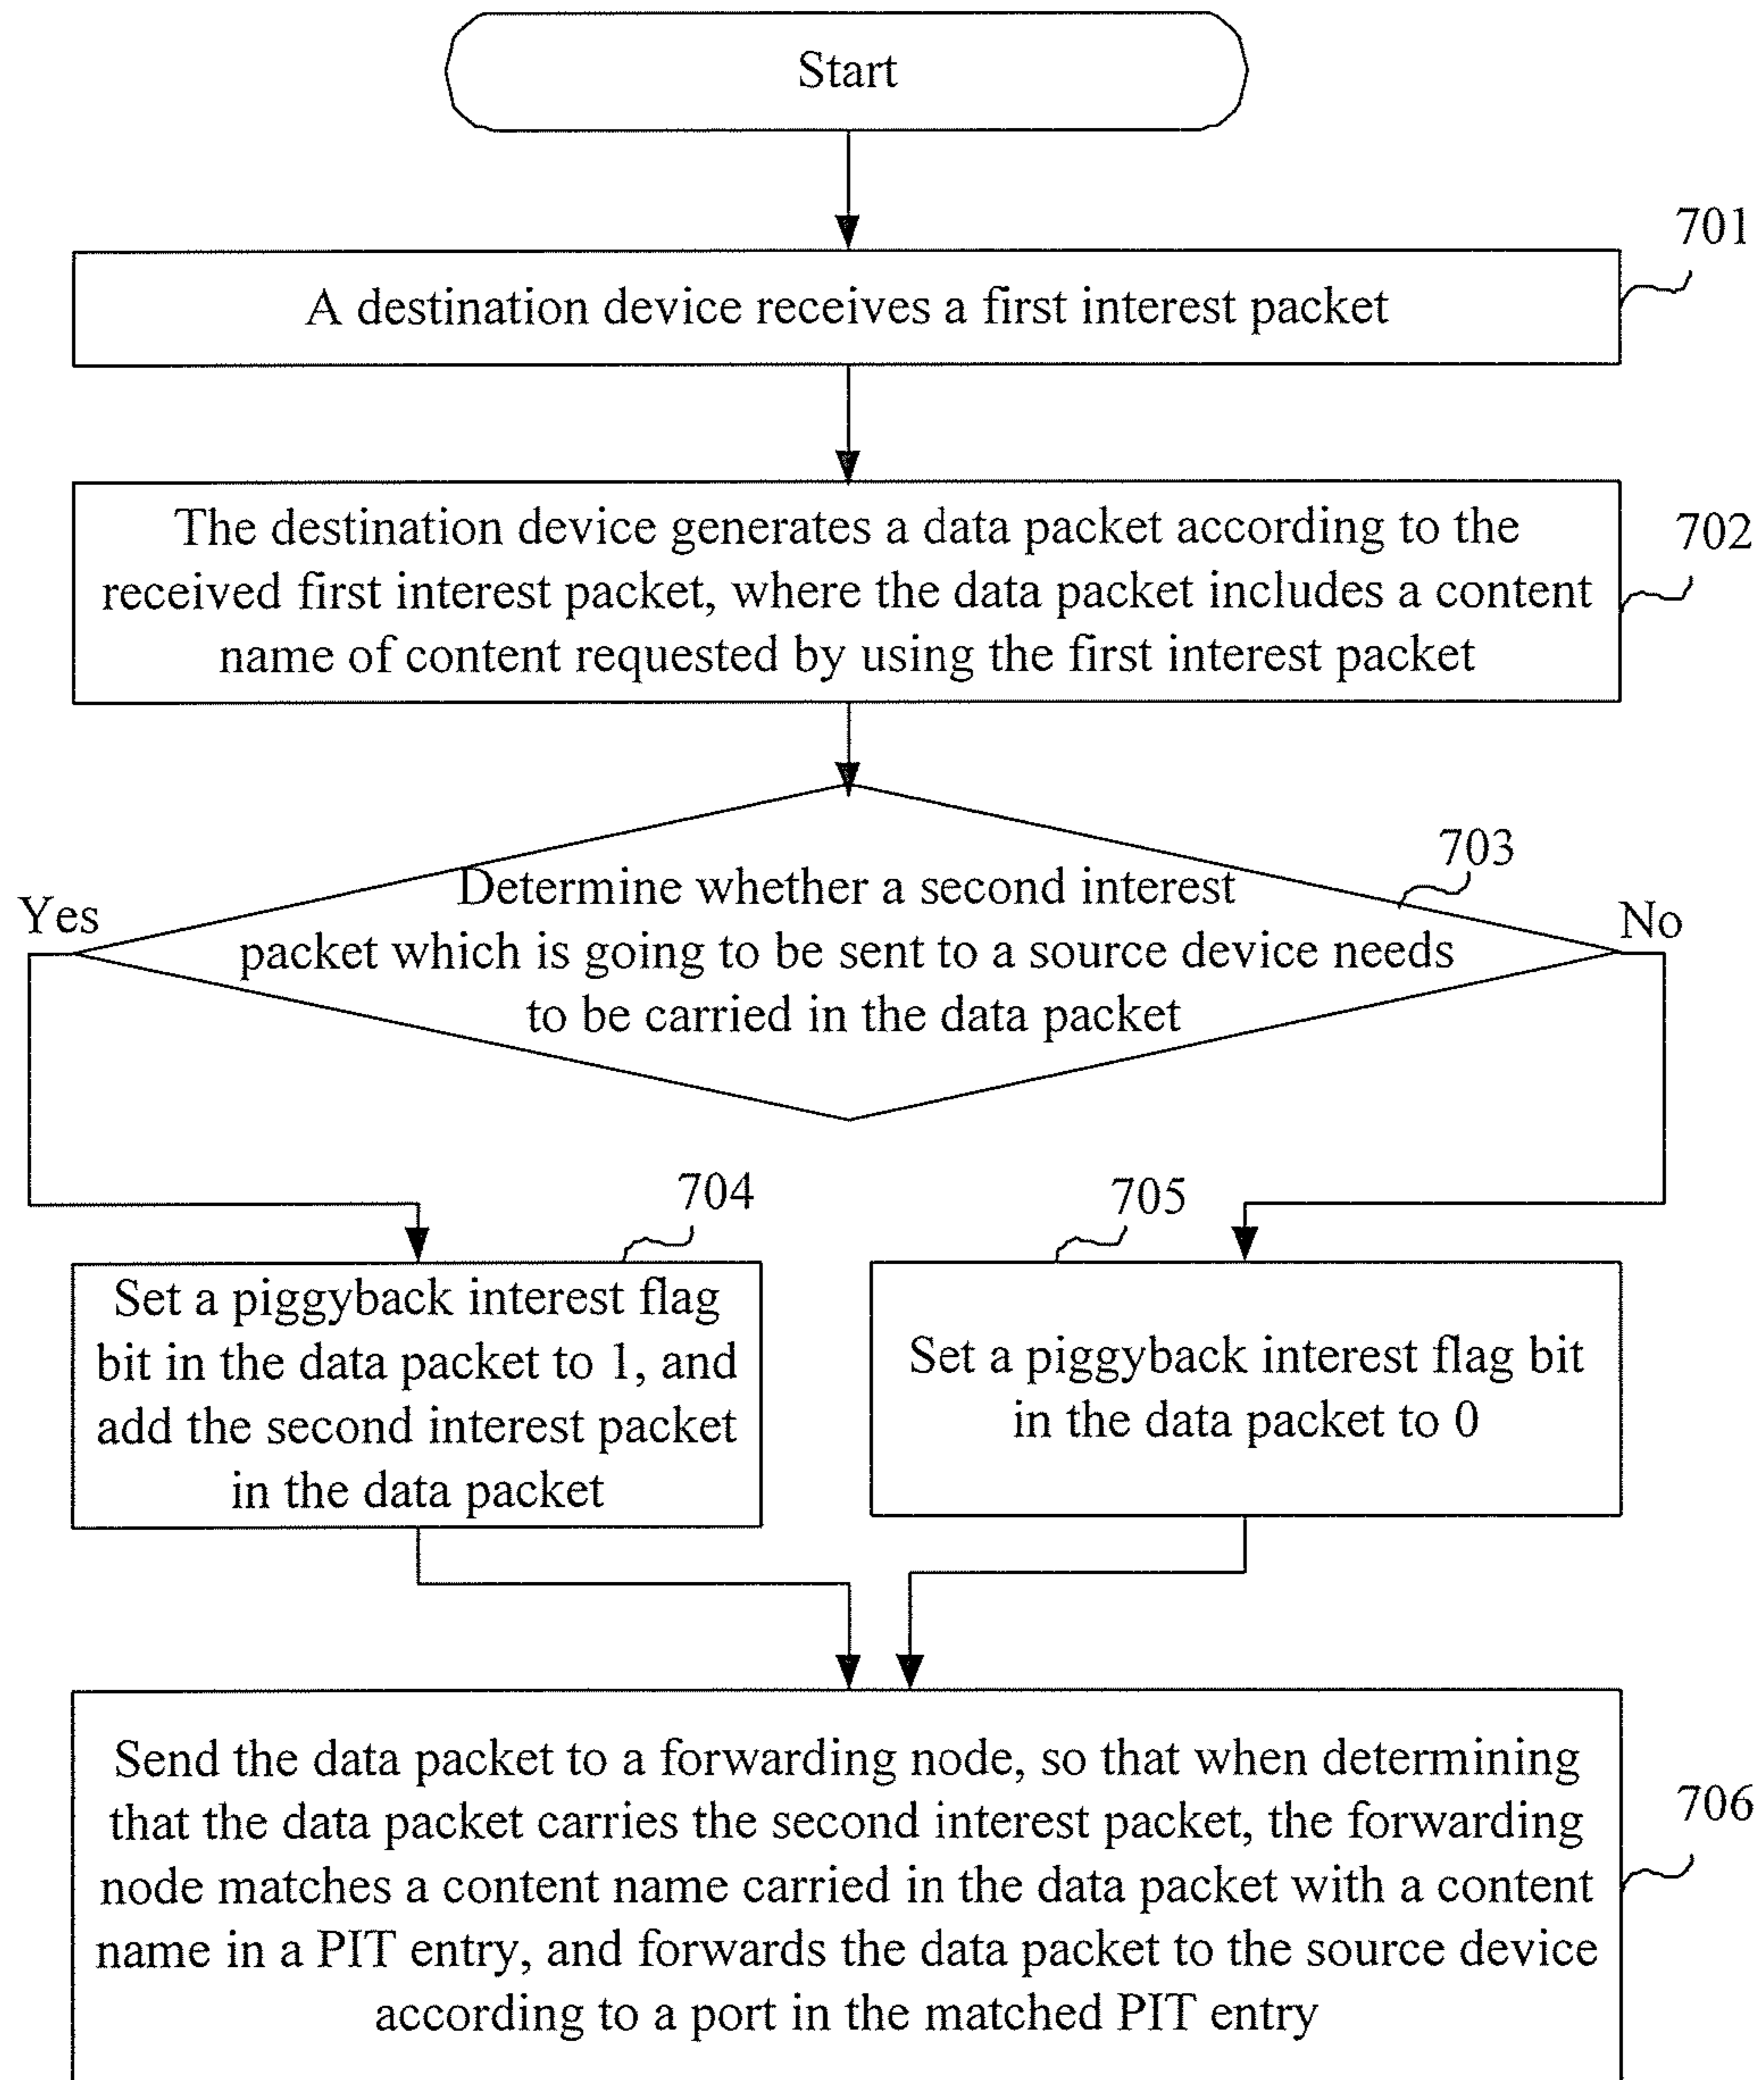 Start
701
A destination device receives a first interest packet
The destination device generates a data packet according to the
702
received first interest packet, where the data packet includes a content
name of content requested by using the first interest packet
703
Determine whether a second interest
Yes
No
packet which is going to be sent to a source device needs
to be carried in the data packet
704
705
Set a piggyback interest flag
bit in the data packet to 1, and
add the second interest packet
in the data packet
Set a piggyback interest flag bit
in the data packet to 0
Send the data packet to a forwarding node, so that when determining
706
that the data packet carries the second interest packet, the forwarding
node matches a content name carried in the data packet with a content
name in a PIT entry, and forwards the data packet to the source device
according to a port in the matched PIT entry